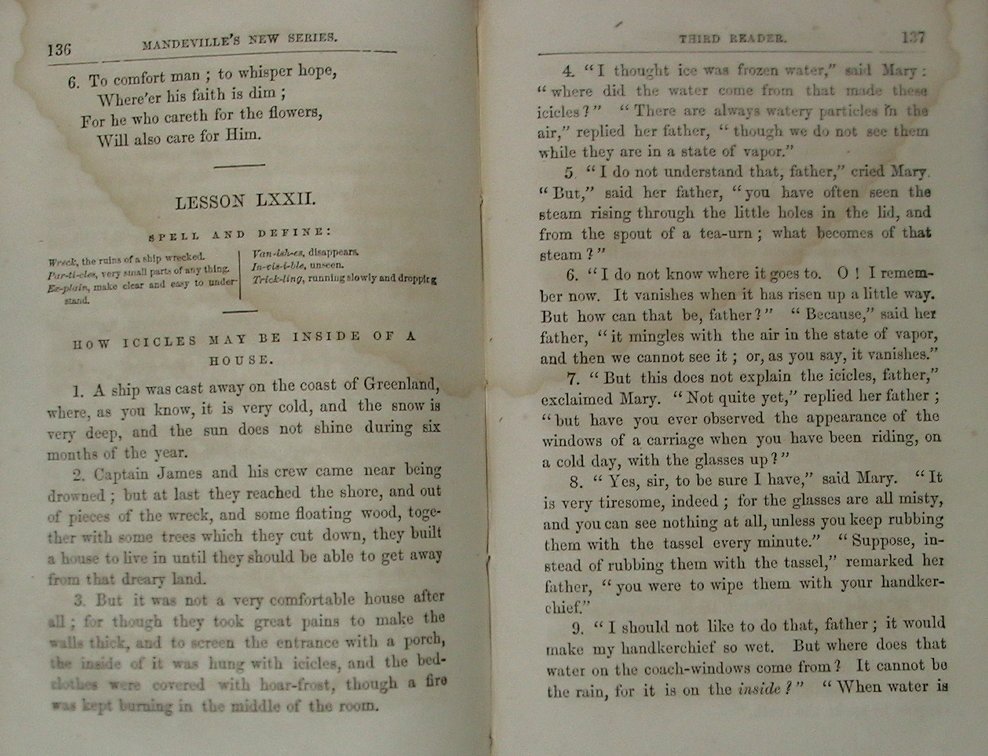 136 MANDEVILLE'S NEW SERIES.
6. To comfort man ; to whisper hope,
Where'er his faith is dim ;
For he who careth for the flowers,
Will also care for Him.
LESSON LXXII.
SPELL AND DEFINE:
Wreck, the ruins of a ship wrecked.
Par-ti-cles, very small parts of any thing.
Ex-plain, make clear and easy to under-
stand.
Van-ish-es, disappears.
In-vis-i-ble, unseen.
Trick-ling, running slowly and dropping
HOW ICICLES MAY BE INSIDE OF A
HOUSE.
1. A ship was cast away on the coast of Greenland,
where, as you know, it is very cold, and the snow is
very deep, and the sun does not shine during six
months of the year.
2. Captain James and his crew came near being
drowned ; but at last they reached the shore, and out
of pieces of the wreck, and some floating wood, toge-
ther with some trees which they cut down, they built
a house to live in until they should be able to get away
from that dreary land.
3. But it was not a very comfortable house after
all ; for though they took great pains to make the
walls thick, and to screen the entrance with a porch,
the inside of it was hung with icicles, and the bed-
clothes were covered with hoar-frost, though a fire
was kept burning in the middle of the room.
THIRD READER. 137
4. "I thought ice was frozen water," said Mary :
"where did the water come from that made these
icicles ?" "There are always watery particles in the
air," replied her father, "though we do not see them
while they are in a state of vapor."
5. "I do not understand that, father," cried Mary.
"But," said her father, "you have often seen the
steam rising through the little holes in the lid, and
from the spout of a tea-urn ; what becomes of that
steam ?"
6. "I do not know where it goes to. O ! I remem-
ber now. It vanishes when it has risen up a little way.
But how can that be, father ?" "Because," said her
father, "it mingles with the air in the state of vapor,
and then we cannot see it ; or, as you say, it vanishes."
7. "But this does not explain the icicles, father,"
exclaimed Mary. "Not quite yet," replied her father ;
"but have you ever observed the appearance of the
windows of a carriage when you have been riding, on
a cold day, with the glasses up ?"
8. "Yes, sir, to be sure I have," said Mary. "It
is very tiresome, indeed ; for the glasses are all misty,
and you can see nothing at all, unless you keep rubbing
them with the tassel every minute." "Suppose, in-
stead of rubbing them with the tassel," remarked her
father, "you were to wipe them with your handker-
chief."
9. "I should not like to do that, father ; it would
make my handkerchief so wet. But where does that
water on the coach-windows come from ? It cannot be
the rain, for it is on the inside ?" "When water is